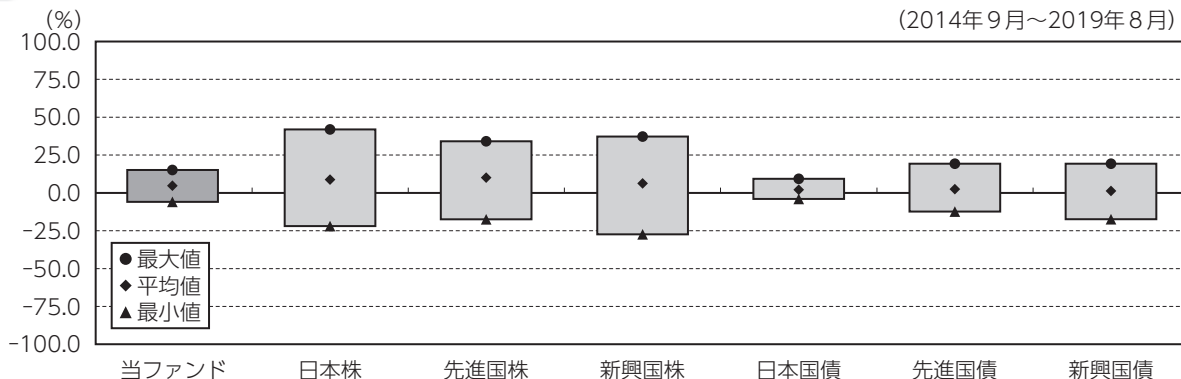 (%)
(2014年9月～2019年8月)
100.0
75.0
50.0
25.0
0.0
-25.0
-50.0
-75.0
-100.0
●最大値
◆平均値
▲最小値
当ファンド 日本株 先進国株 新興国株 日本国債 先進国債 新興国債